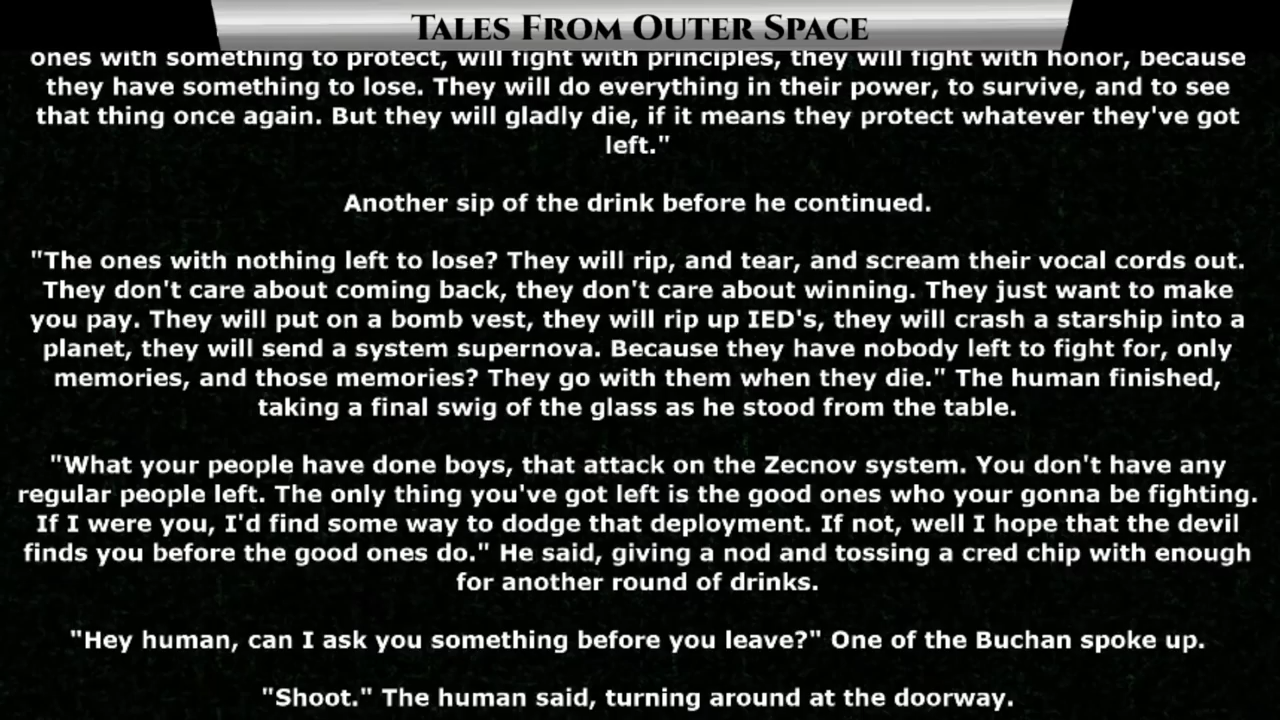 Tales From Outer Space
ones with something to protect, will fight with principles, they will fight with honor, because
they have something to lose. They will do everything in their power, to survive, and to see
that thing once again. But they will gladly die, if it means they protect whatever they've got
left."
Another sip of the drink before he continued.
"The ones with nothing left to lose? They will rip, and tear, and scream their vocal cords out.
They don't care about coming back, they don't care about winning. They just want to make
you pay. They will put on a bomb vest, they will rip up IED's, they will crash a starship into a
planet, they will send a system supernova. Because they have nobody left to fight for, only
memories, and those memories? They go with them when they die." The human finished,
taking a final swig of the glass as he stood from the table.
"What your people have done boys, that attack on the Zecnov system. You don't have any
regular people left. The only thing you've got left is the good ones who your gonna be fighting.
If I were you, I'd find some way to dodge that deployment. If not, well I hope that the devil
finds you before the good ones do." He said, giving a nod and tossing a cred chip with enough
for another round of drinks.
"Hey human, can I ask you something before you leave?" One of the Buchan spoke up.
"Shoot." The human said, turning around at the doorway.